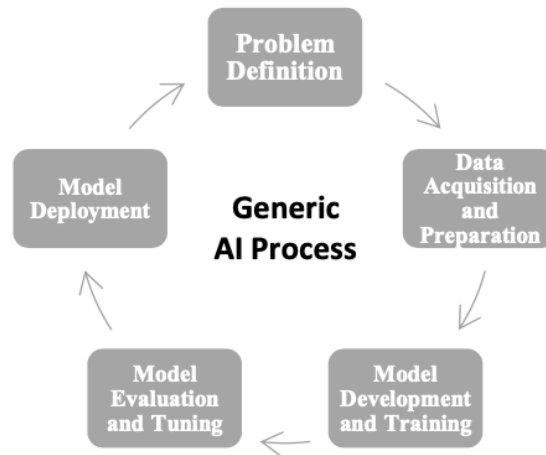 Problem
Definition
Data
Acquisition
and
Preparation
Model
Development
and Training
Model
Evaluation
and Tuning
Model
Deployment
Generic
AI Process